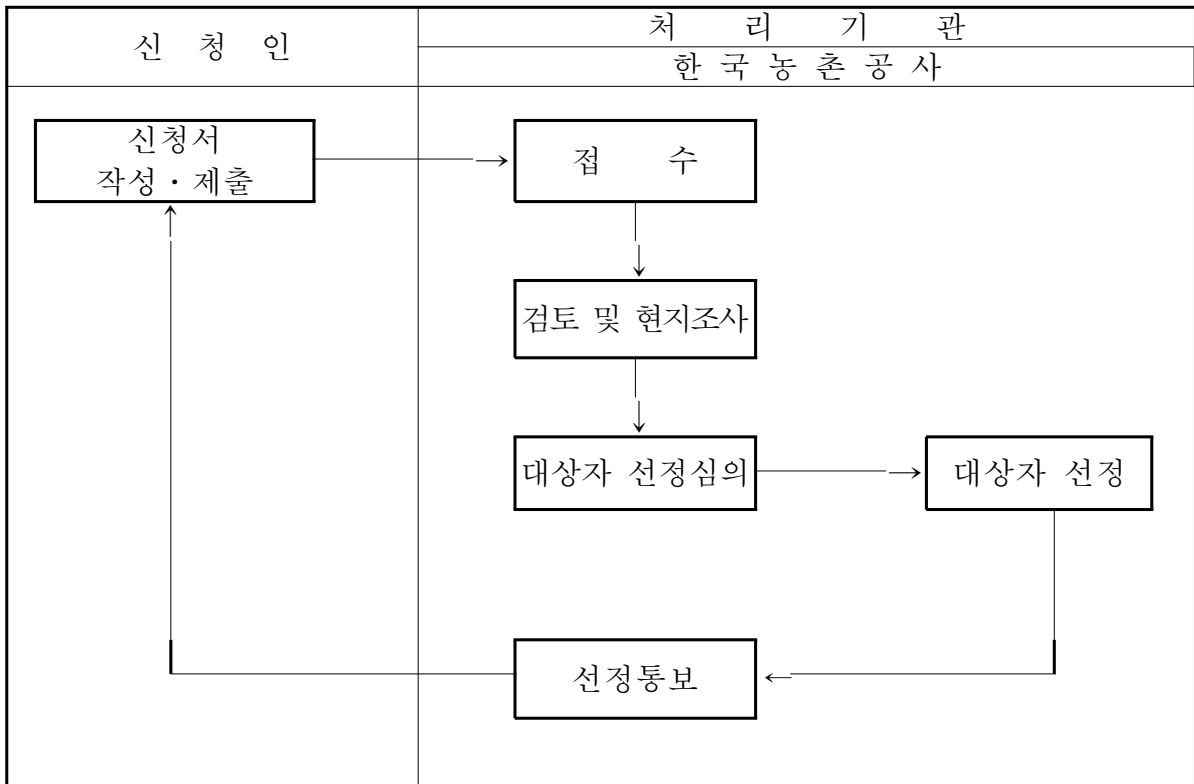 신 청 인
처 리 기 관
한 국 농 촌 공 사
신청서
작성·제출
접 수
검토 및 현지조사
대상자 선정심의
대상자 선정
선정통보